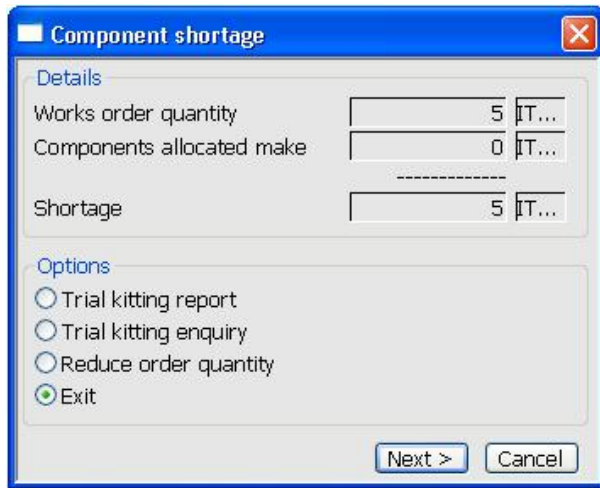 Component shortage
Details
Works order quantity 5 IT...
Components allocated make 0 IT...
-------------
Shortage 5 IT...
Options
Trial kitting report
Trial kitting enquiry
Reduce order quantity
Exit
Next > Cancel